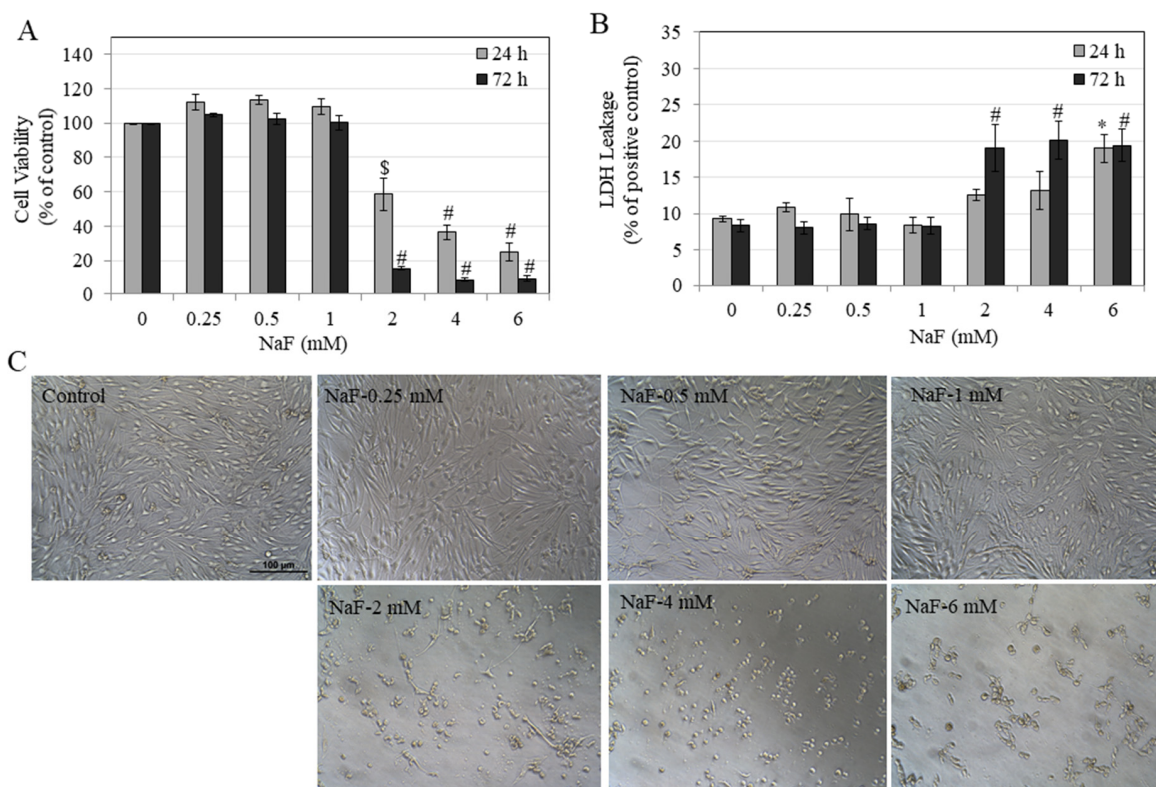 A
Cell Viability
(% of control)
140
120
100
80
60
40
20
0
24 h
72 h
$
#
#
#
#
#
0
0.25
0.5
1
2
4
6
NaF (mM)
B
LDH Leakage
(% of positive control)
35
30
25
20
15
10
5
0
24 h
72 h
#
#
*
#
0
0.25
0.5
1
2
4
6
NaF (mM)
C
Control
100 µm
NaF-0.25 mM
NaF-0.5 mM
NaF-1 mM
NaF-2 mM
NaF-4 mM
NaF-6 mM